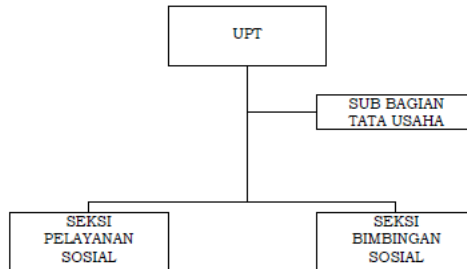 UPT
SUB BAGIAN
TATA USAHA
SEKSI
PELAYANAN
SOSIAL
SEKSI
BIMBINGAN
SOSIAL